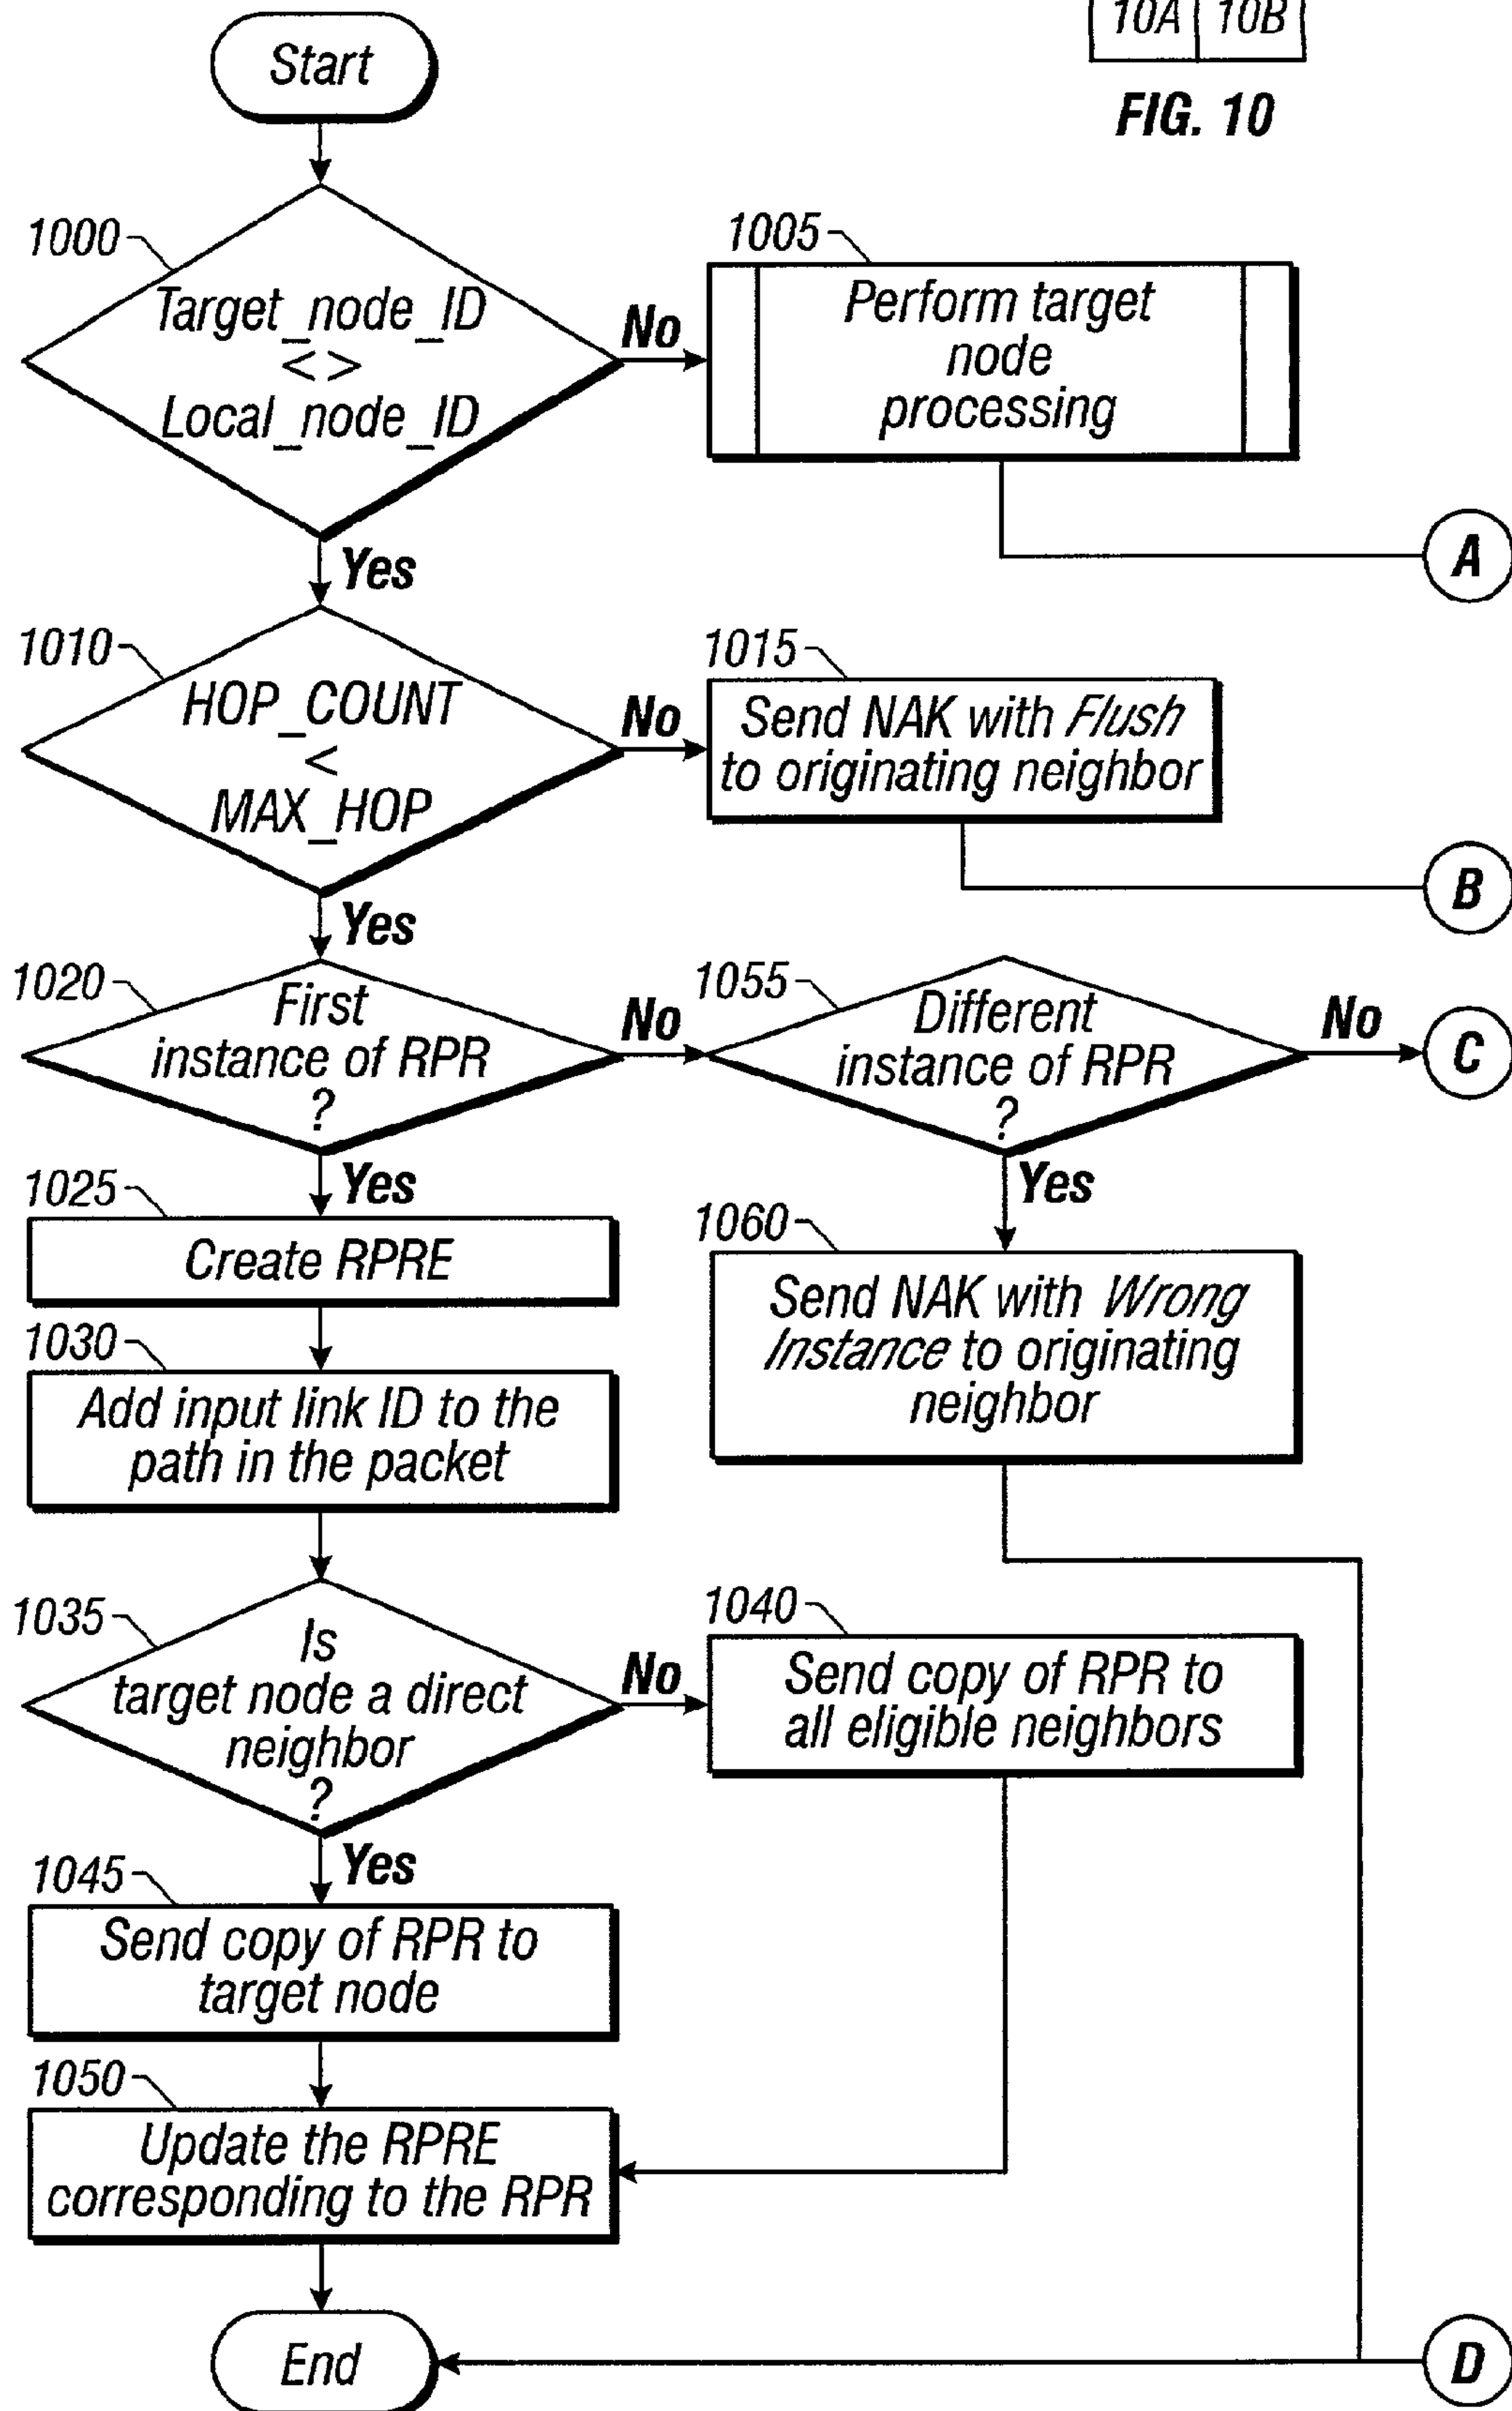 10A 10B
FIG. 10
Start
1000
Target_node_ID
< >
Local_node_ID
No
Yes
1005
Perform target
node
processing
A
1010
HOP_COUNT
<
MAX_HOP
No
Yes
1015
Send NAK with Flush
to originating neighbor
B
1020
First
instance of RPR
?
No
Yes
1055
Different
instance of RPR
?
No
C
Yes
1025
Create RPRE
1060
Send NAK with Wrong
Instance to originating
neighbor
1030
Add input link ID to the
path in the packet
1035
Is
target node a direct
neighbor
?
No
Yes
1040
Send copy of RPR to
all eligible neighbors
1045
Send copy of RPR to
target node
1050
Update the RPRE
corresponding to the RPR
End
D